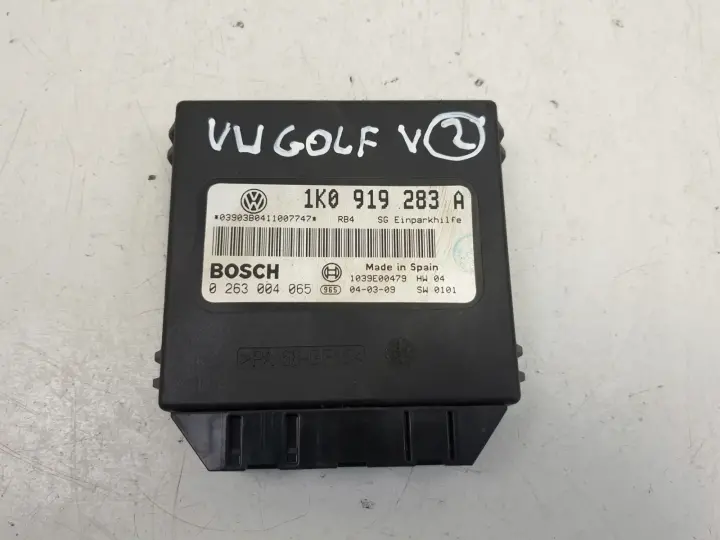 VW GOLF V 2
1K0 919 283 A
*03903B0411007747* RB4 SG Einparkhilfe
BOSCH Made in Spain
1039E00479 HW 04
0 263 004 065 965 04-03-09 SW 0101